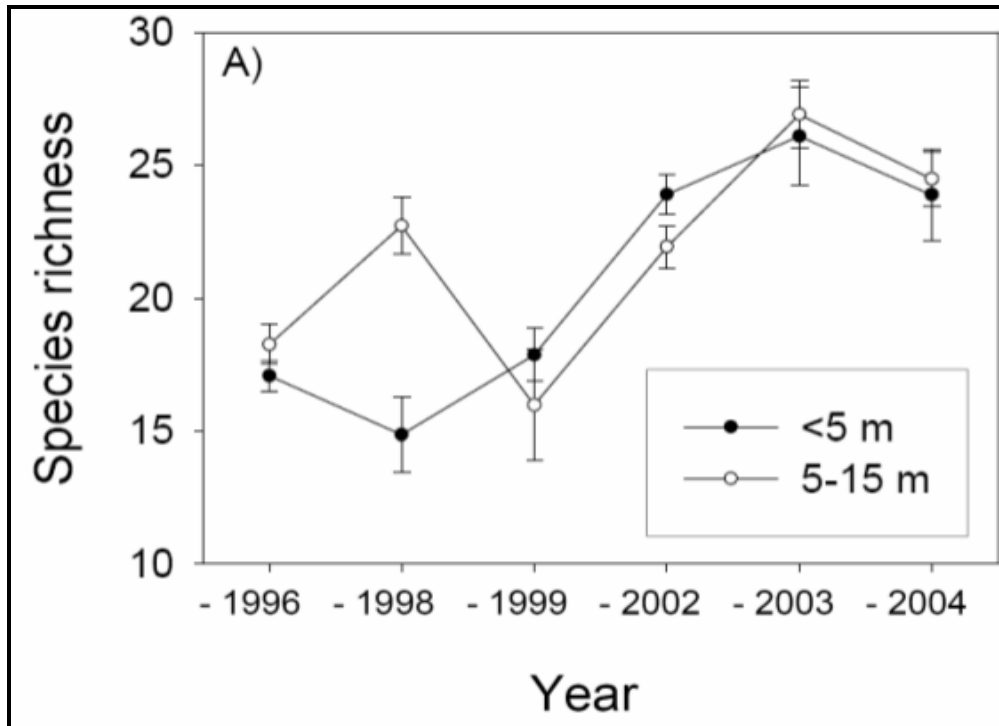 A)
Species richness
30
25
20
15
10
<5 m
5-15 m
- 1996 - 1998 - 1999 - 2002 - 2003 - 2004
Year